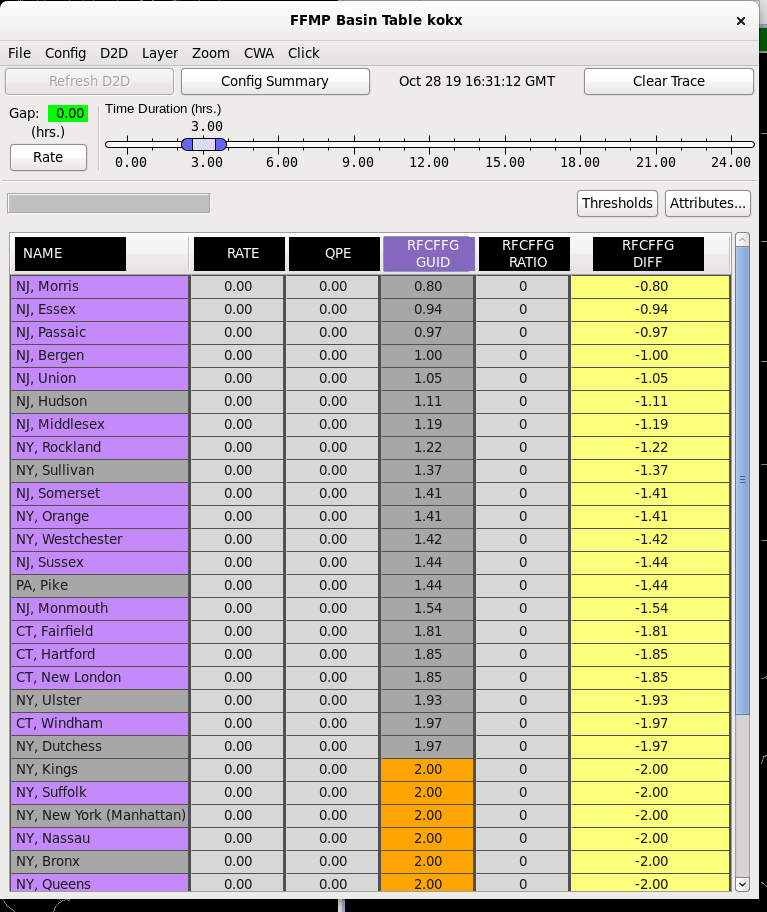 FFMP Basin Table kokx
×
File Config D2D Layer Zoom CWA Click
Refresh D2D Config Summary Oct 28 19 16:31:12 GMT Clear Trace
Gap: 0.00
(hrs.)
Rate
Time Duration (hrs.)
3.00
0.00 3.00 6.00 9.00 12.00 15.00 18.00 21.00 24.00
Thresholds Attributes...
NAME RATE QPE RFCFFG GUID RFCFFG RATIO RFCFFG DIFF
NJ, Morris 0.00 0.00 0.80 0 -0.80
NJ, Essex 0.00 0.00 0.94 0 -0.94
NJ, Passaic 0.00 0.00 0.97 0 -0.97
NJ, Bergen 0.00 0.00 1.00 0 -1.00
NJ, Union 0.00 0.00 1.05 0 -1.05
NJ, Hudson 0.00 0.00 1.11 0 -1.11
NJ, Middlesex 0.00 0.00 1.19 0 -1.19
NY, Rockland 0.00 0.00 1.22 0 -1.22
NY, Sullivan 0.00 0.00 1.37 0 -1.37
NJ, Somerset 0.00 0.00 1.41 0 -1.41
NY, Orange 0.00 0.00 1.41 0 -1.41
NY, Westchester 0.00 0.00 1.42 0 -1.42
NJ, Sussex 0.00 0.00 1.44 0 -1.44
PA, Pike 0.00 0.00 1.44 0 -1.44
NJ, Monmouth 0.00 0.00 1.54 0 -1.54
CT, Fairfield 0.00 0.00 1.81 0 -1.81
CT, Hartford 0.00 0.00 1.85 0 -1.85
CT, New London 0.00 0.00 1.85 0 -1.85
NY, Ulster 0.00 0.00 1.93 0 -1.93
CT, Windham 0.00 0.00 1.97 0 -1.97
NY, Dutchess 0.00 0.00 1.97 0 -1.97
NY, Kings 0.00 0.00 2.00 0 -2.00
NY, Suffolk 0.00 0.00 2.00 0 -2.00
NY, New York (Manhattan) 0.00 0.00 2.00 0 -2.00
NY, Nassau 0.00 0.00 2.00 0 -2.00
NY, Bronx 0.00 0.00 2.00 0 -2.00
NY, Queens 0.00 0.00 2.00 0 -2.00